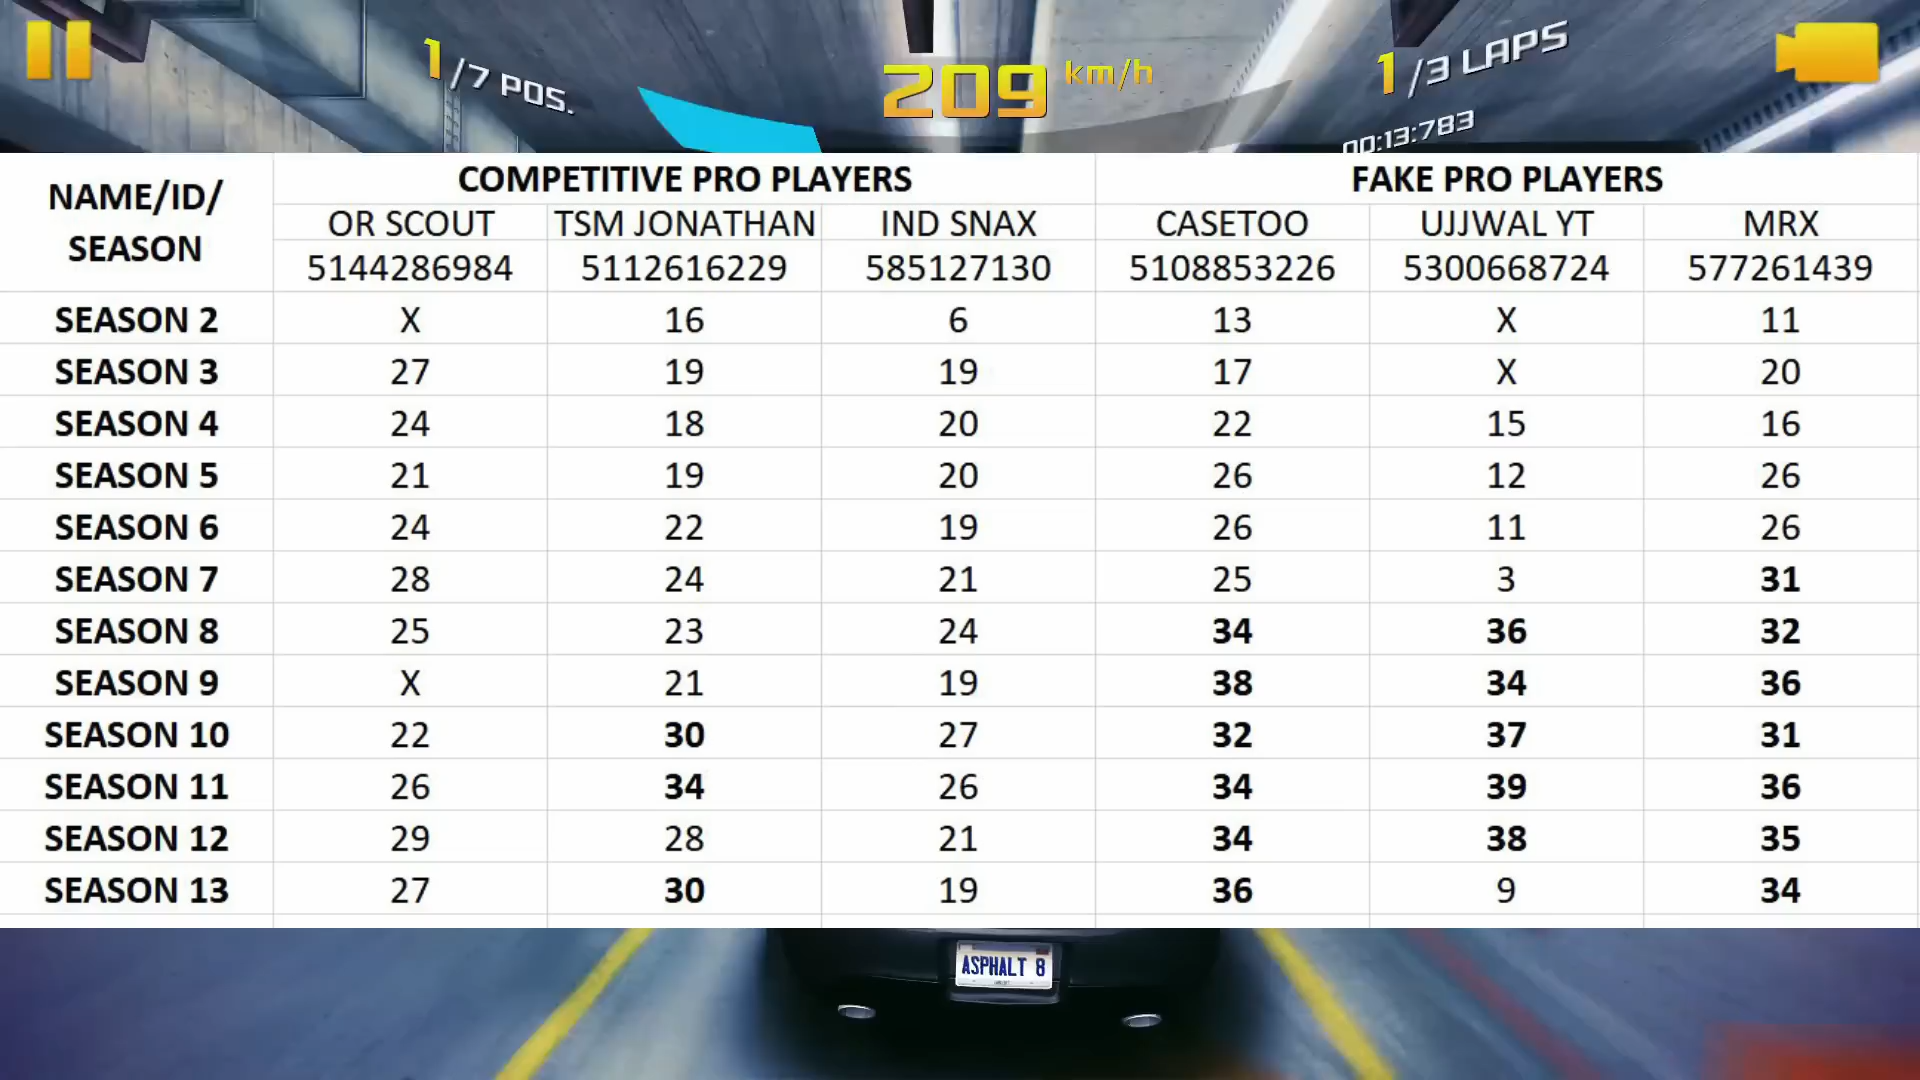 1/7 POS.
209 km/h
1/3 LAPS
00:13:783
NAME/ID/
SEASON
COMPETITIVE PRO PLAYERS
FAKE PRO PLAYERS
OR SCOUT TSM JONATHAN IND SNAX CASETOO UJJWAL YT MRX
5144286984 5112616229 585127130 5108853226 5300668724 577261439
SEASON 2 X 16 6 13 X 11
SEASON 3 27 19 19 17 X 20
SEASON 4 24 18 20 22 15 16
SEASON 5 21 19 20 26 12 26
SEASON 6 24 22 19 26 11 26
SEASON 7 28 24 21 25 3 31
SEASON 8 25 23 24 34 36 32
SEASON 9 X 21 19 38 34 36
SEASON 10 22 30 27 32 37 31
SEASON 11 26 34 26 34 39 36
SEASON 12 29 28 21 34 38 35
SEASON 13 27 30 19 36 9 34
ASPHALT 8